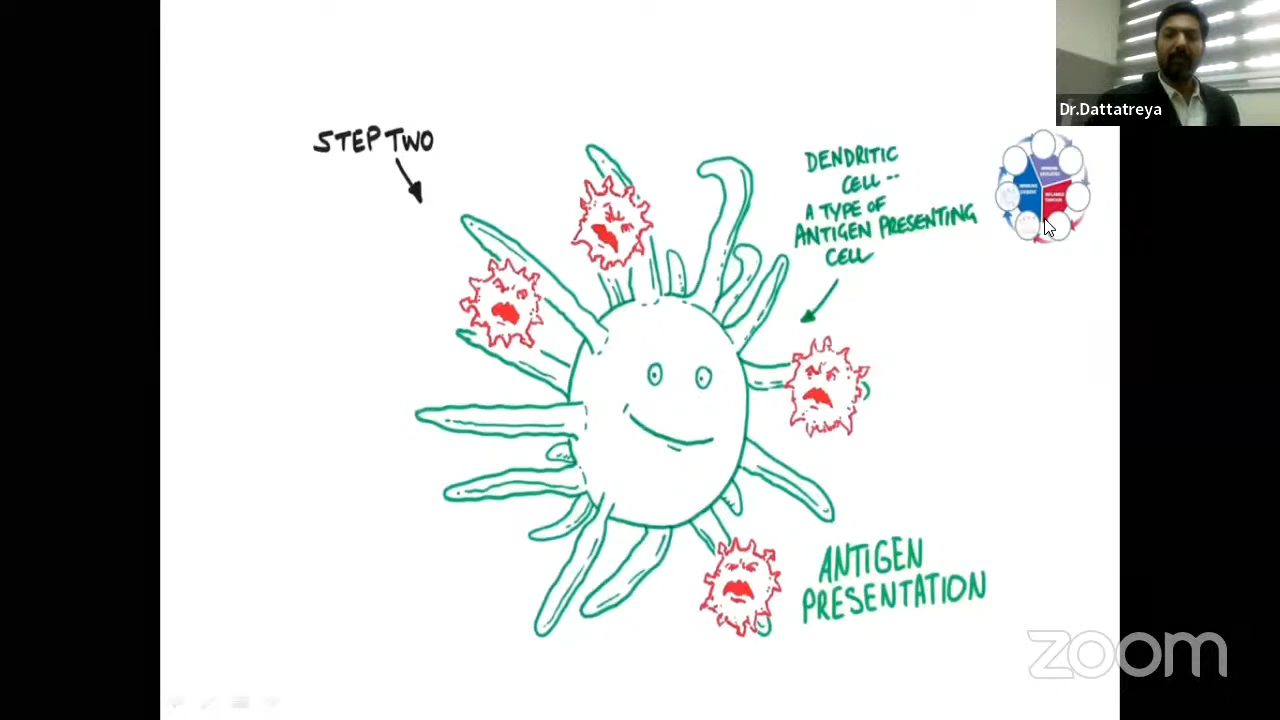 Dr.Dattatreya
STEP TWO
DENDRITIC
CELL --
A TYPE OF
ANTIGEN PRESENTING
CELL
ANTIGEN
PRESENTATION
zoom